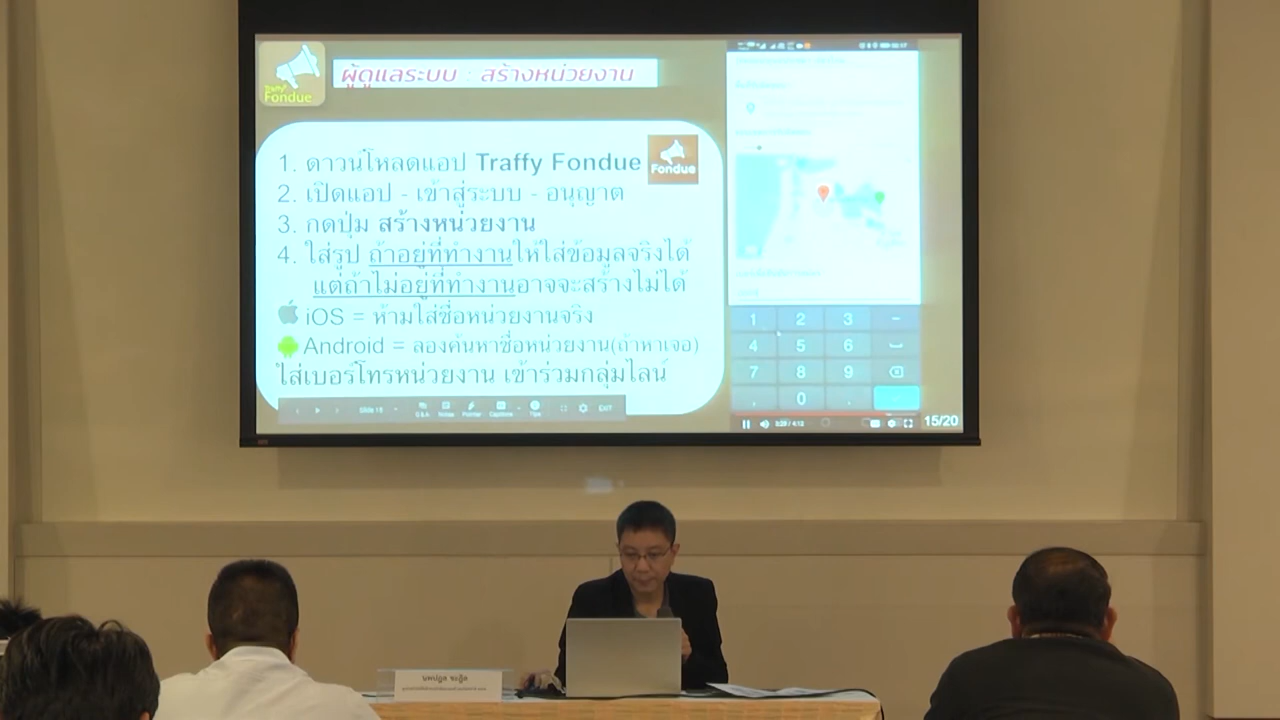 Traffy
Fondue
ผู้ดูแลระบบ : สร้างหน่วยงาน
1. ดาวน์โหลดแอป Traffy Fondue
Fondue
2. เปิดแอป - เข้าสู่ระบบ - อนุญาต
3. กดปุ่ม สร้างหน่วยงาน
4. ใส่รูป ถ้าอยู่ที่ทำงานให้ใส่ข้อมูลจริงได้
แต่ถ้าไม่อยู่ที่ทำงานอาจจะสร้างไม่ได้
iOS = ห้ามใส่ชื่อหน่วยงานจริง
Android = ลองค้นหาชื่อหน่วยงาน(ถ้าหาเจอ)
ใส่เบอร์โทรหน่วยงาน เข้าร่วมกลุ่มไลน์
Slide 15
Q&A Notes Pointer Captions Tips EXIT
1 2 3 -
4 5 6
7 8 9
, 0 .
3:20 / 4:12
15/20